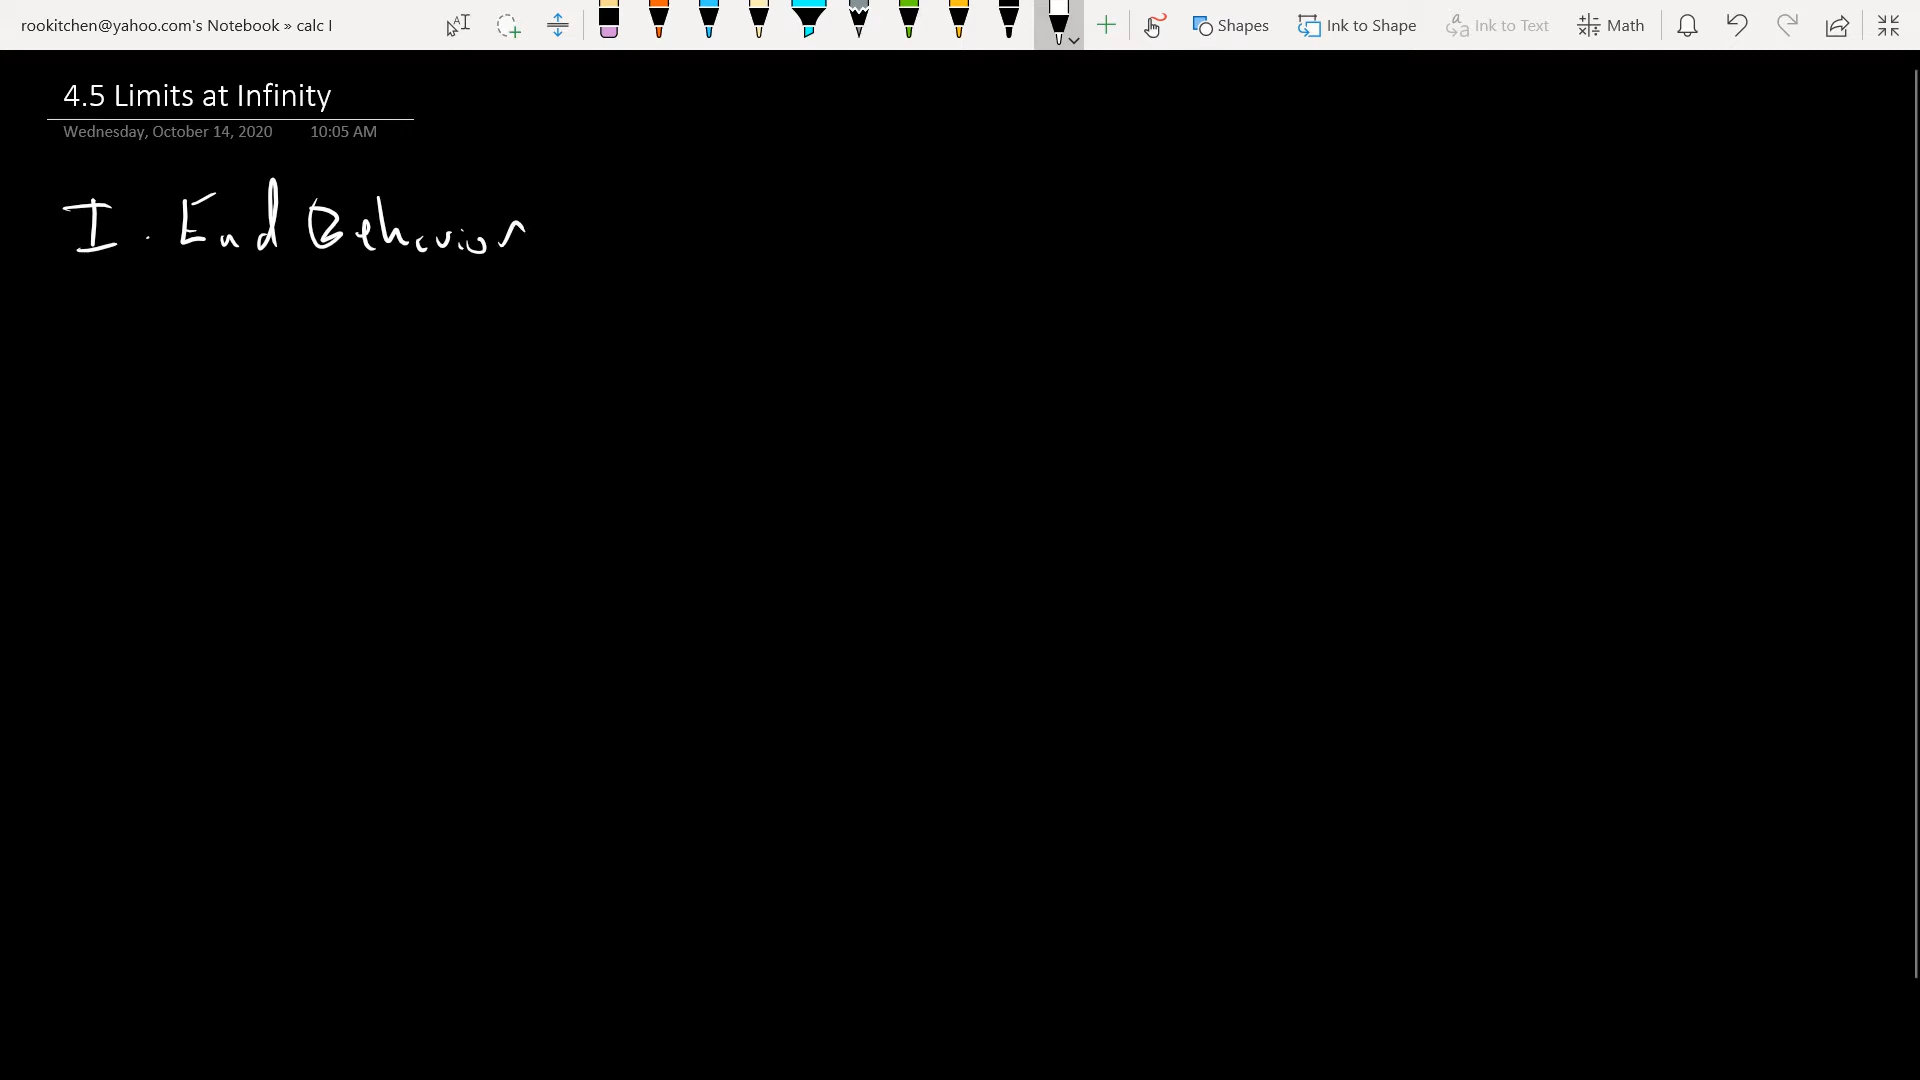 rookitchen@yahoo.com's Notebook » calc I
Shapes
Ink to Shape
Ink to Text
Math
4.5 Limits at Infinity
Wednesday, October 14, 2020 10:05 AM
I. End Behavior